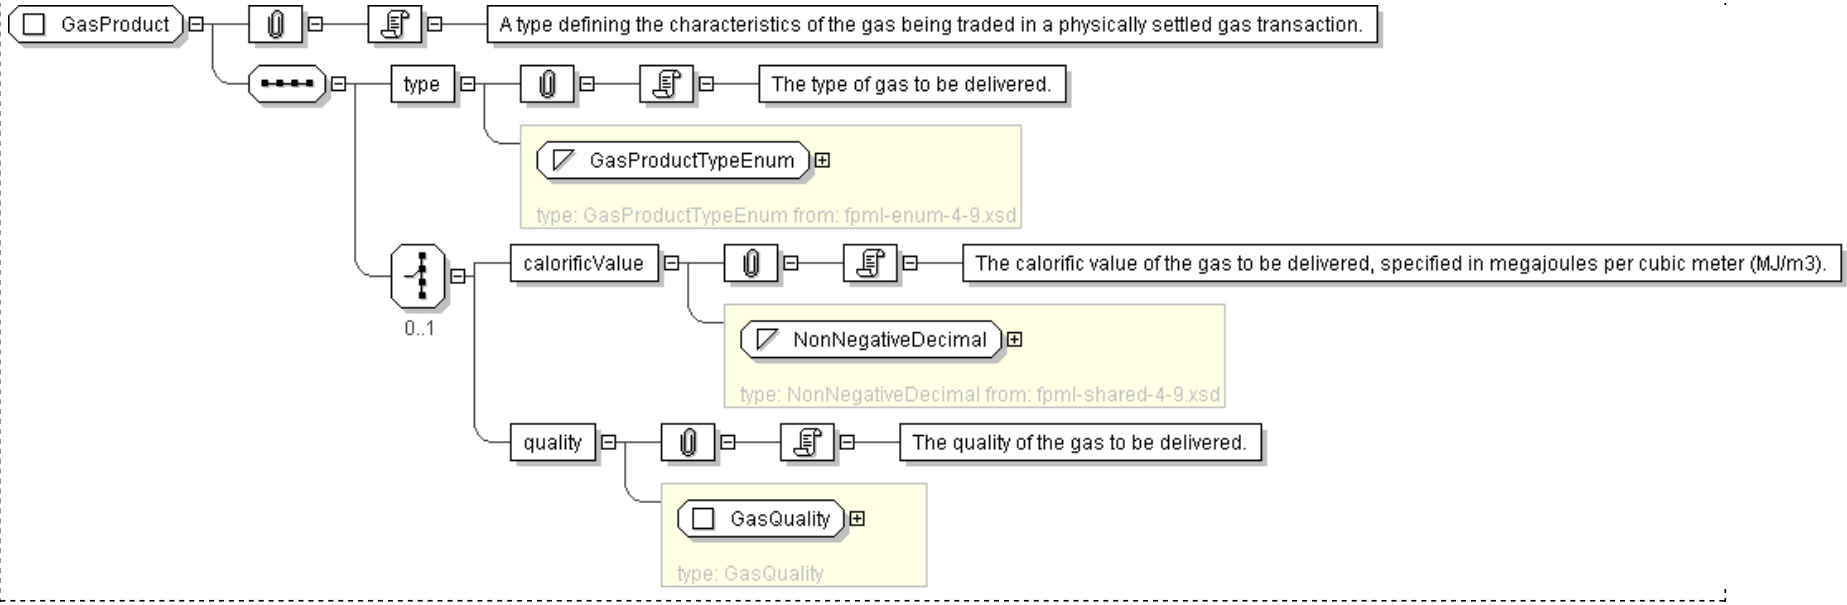 GasProduct
A type defining the characteristics of the gas being traded in a physically settled gas transaction.
type
The type of gas to be delivered.
GasProductTypeEnum
type: GasProductTypeEnum from: fpml-enum-4-9.xsd
calorificValue
The calorific value of the gas to be delivered, specified in megajoules per cubic meter (MJ/m3).
0..1
NonNegativeDecimal
type: NonNegativeDecimal from: fpml-shared-4-9.xsd
quality
The quality of the gas to be delivered.
GasQuality
type: GasQuality